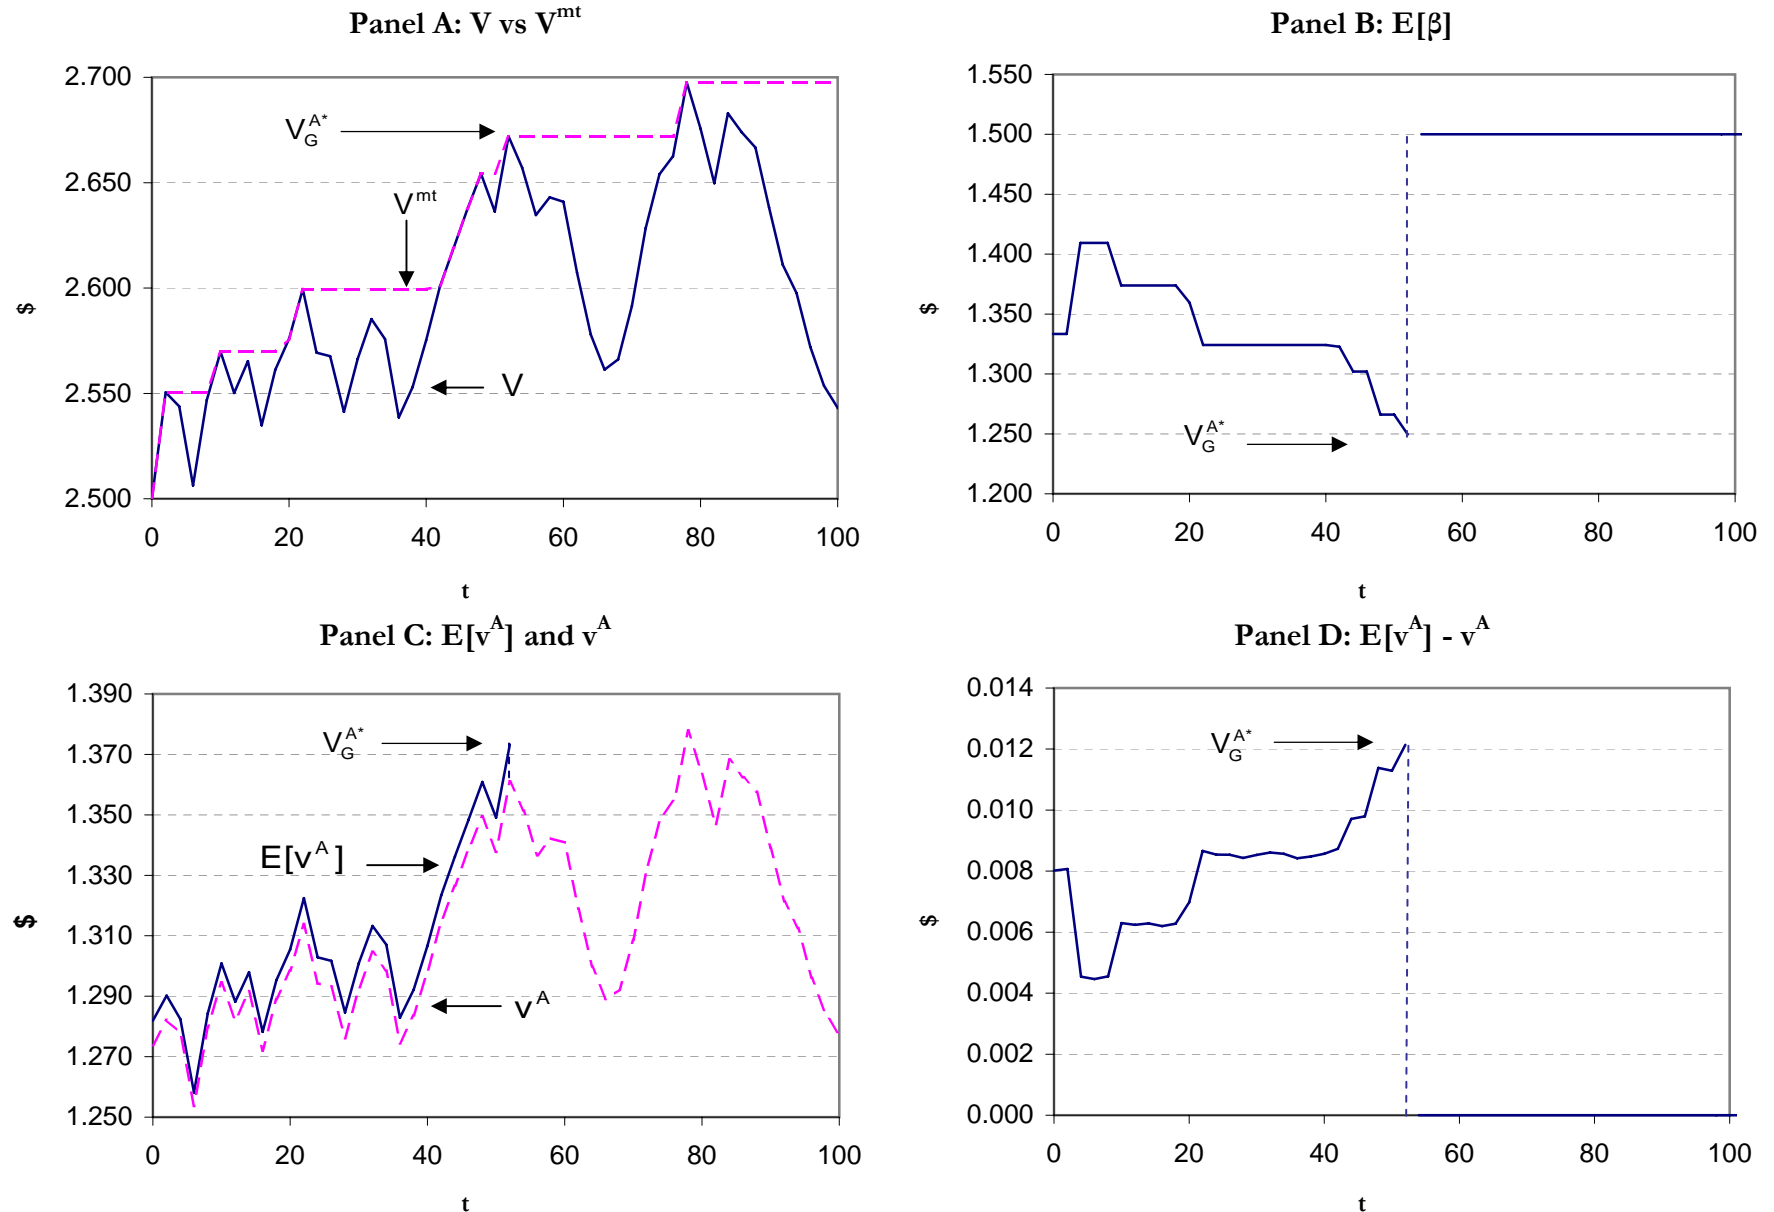 Panel A: V vs V^mt
2.700
2.650
2.600
2.550
2.500
$
V_G^A*
V^mt
V
0 20 40 60 80 100
t
Panel B: E[β]
1.550
1.500
1.450
1.400
1.350
1.300
1.250
1.200
$
V_G^A*
0 20 40 60 80 100
t
Panel C: E[v^A] and v^A
1.390
1.370
1.350
1.330
1.310
1.290
1.270
1.250
$
V_G^A*
E[v^A]
v^A
0 20 40 60 80 100
t
Panel D: E[v^A] - v^A
0.014
0.012
0.010
0.008
0.006
0.004
0.002
0.000
$
V_G^A*
0 20 40 60 80 100
t